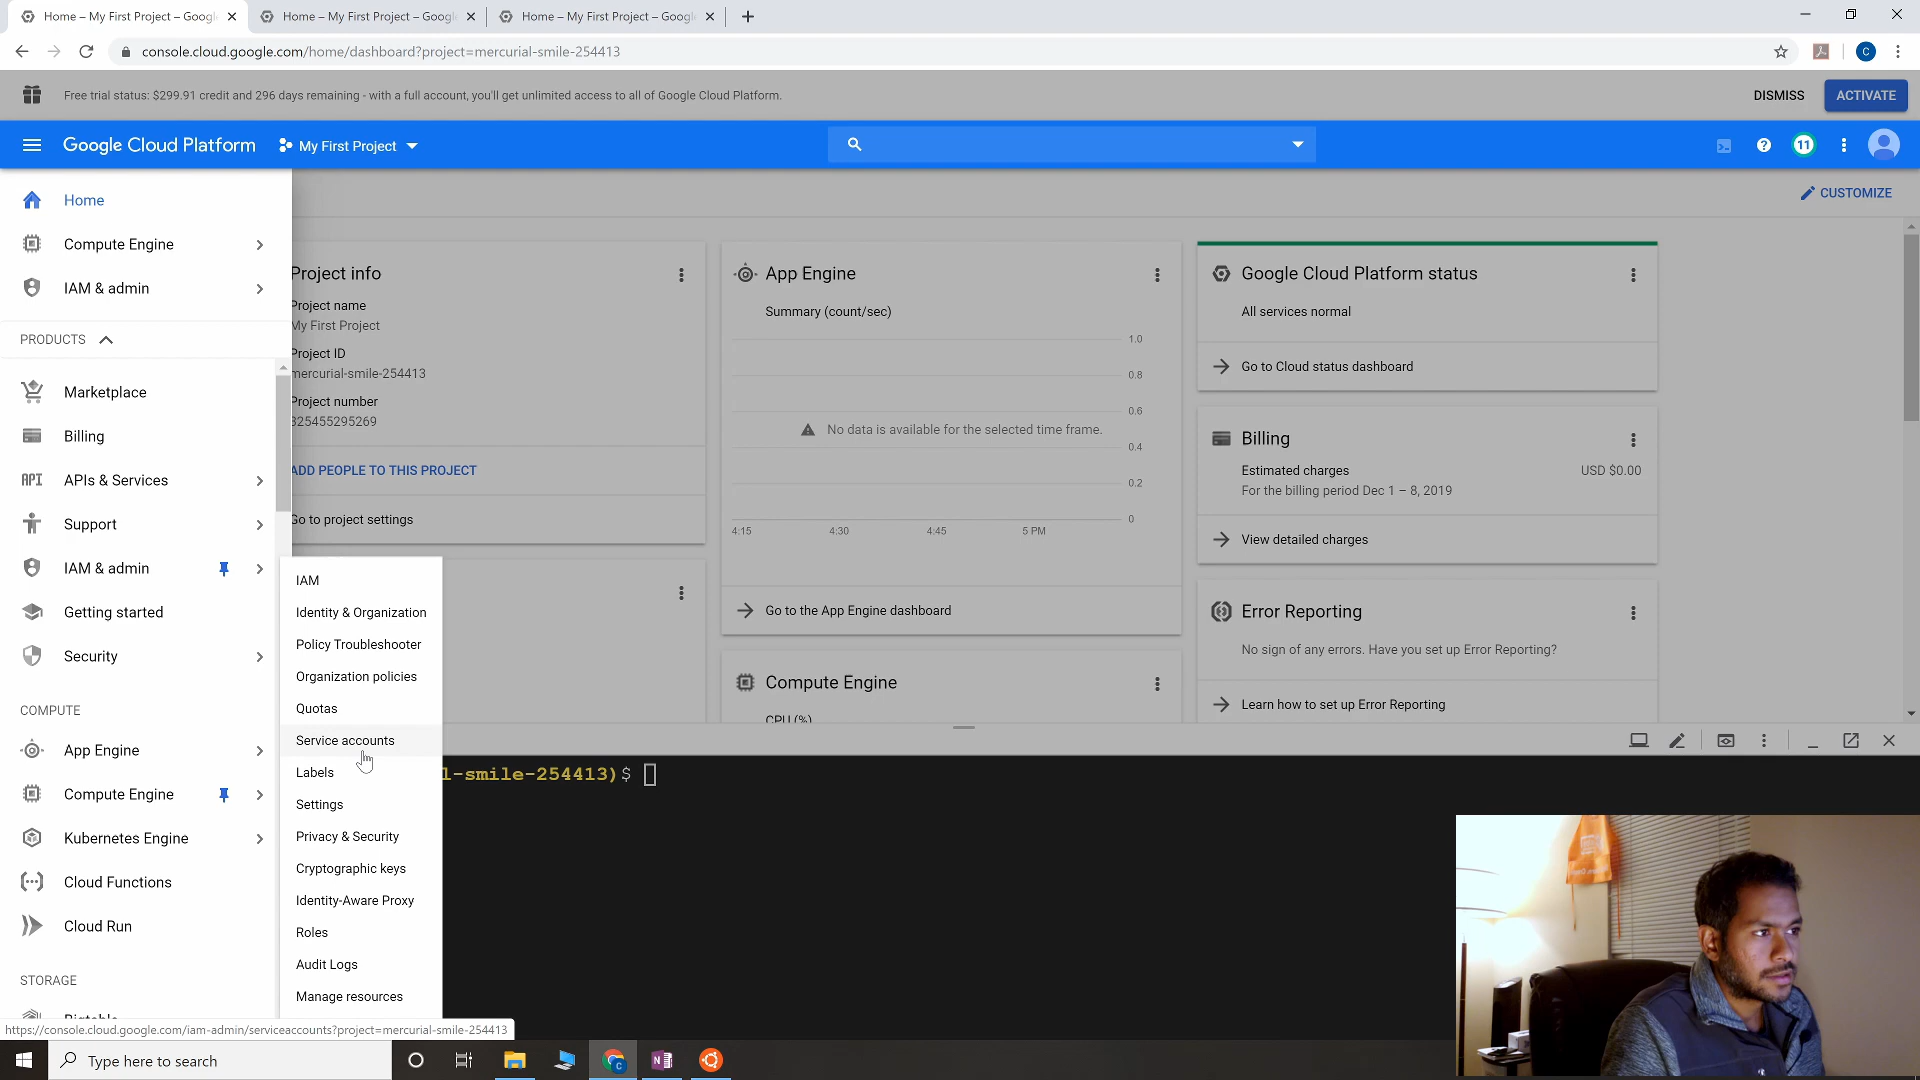 Home – My First Project – Google
Home – My First Project – Google
Home – My First Project – Google
console.cloud.google.com/home/dashboard?project=mercurial-smile-254413
C
Free trial status: $299.91 credit and 296 days remaining - with a full account, you'll get unlimited access to all of Google Cloud Platform.
DISMISS
ACTIVATE
Google Cloud Platform
My First Project
11
Home
Compute Engine
IAM & admin
PRODUCTS
Marketplace
Billing
API
APIs & Services
Support
IAM & admin
Getting started
Security
COMPUTE
App Engine
Compute Engine
Kubernetes Engine
Cloud Functions
Cloud Run
STORAGE
IAM
Identity & Organization
Policy Troubleshooter
Organization policies
Quotas
Service accounts
Labels
Settings
Privacy & Security
Cryptographic keys
Identity-Aware Proxy
Roles
Audit Logs
Manage resources
CUSTOMIZE
Project info
Project name
My First Project
Project ID
mercurial-smile-254413
Project number
325455295269
ADD PEOPLE TO THIS PROJECT
Go to project settings
App Engine
Summary (count/sec)
1.0
0.8
0.6
No data is available for the selected time frame.
0.4
0.2
0
4:15
4:30
4:45
5 PM
Go to the App Engine dashboard
Compute Engine
CPU (%)
Google Cloud Platform status
All services normal
Go to Cloud status dashboard
Billing
Estimated charges
USD $0.00
For the billing period Dec 1 – 8, 2019
View detailed charges
Error Reporting
No sign of any errors. Have you set up Error Reporting?
Learn how to set up Error Reporting
l-smile-254413)$
https://console.cloud.google.com/iam-admin/serviceaccounts?project=mercurial-smile-254413
Type here to search